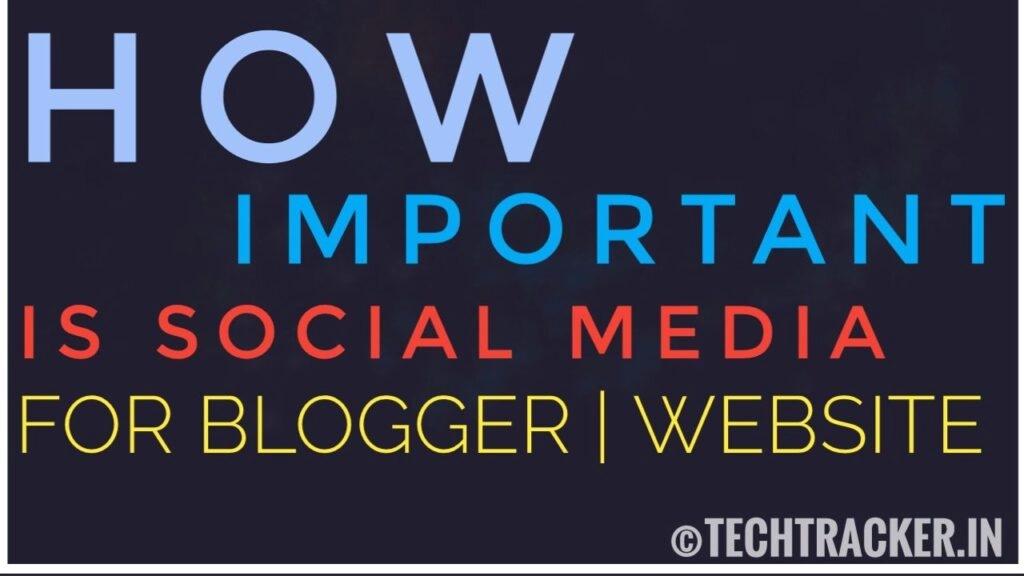 HOW
IMPORTANT
IS SOCIAL MEDIA
FOR BLOGGER | WEBSITE
©TECHTRACKER.IN